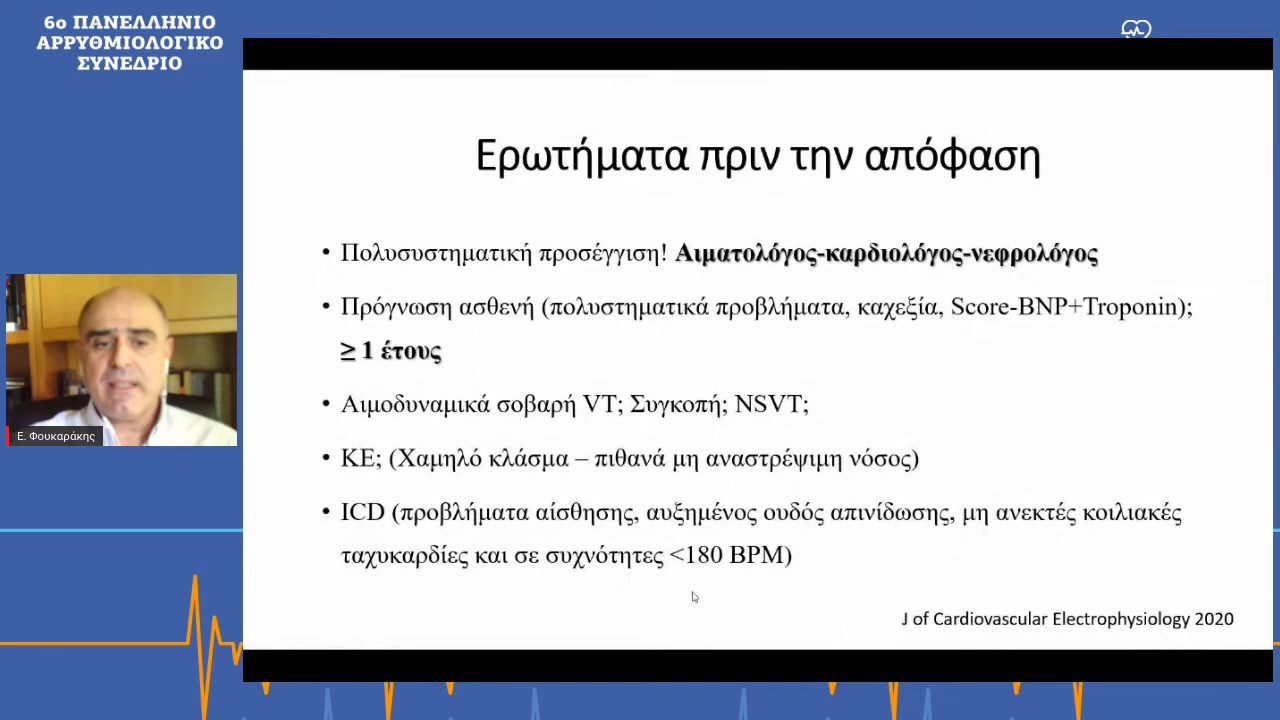 6ο ΠΑΝΕΛΛΗΝΙΟ
ΑΡΡΥΘΜΙΟΛΟΓΙΚΟ
ΣΥΝΕΔΡΙΟ
Ερωτήματα πριν την απόφαση
• Πολυσυστηματική προσέγγιση! Αιματολόγος-καρδιολόγος-νεφρολόγος
• Πρόγνωση ασθενή (πολυστηματικά προβλήματα, καχεξία, Score-BNP+Troponin);
≥ 1 έτους
• Αιμοδυναμικά σοβαρή VT; Συγκοπή; NSVT;
• ΚΕ; (Χαμηλό κλάσμα – πιθανά μη αναστρέψιμη νόσος)
• ICD (προβλήματα αίσθησης, αυξημένος ουδός απινίδωσης, μη ανεκτές κοιλιακές
ταχυκαρδίες και σε συχνότητες <180 BPM)
J of Cardiovascular Electrophysiology 2020
Ε. Φουκαράκης